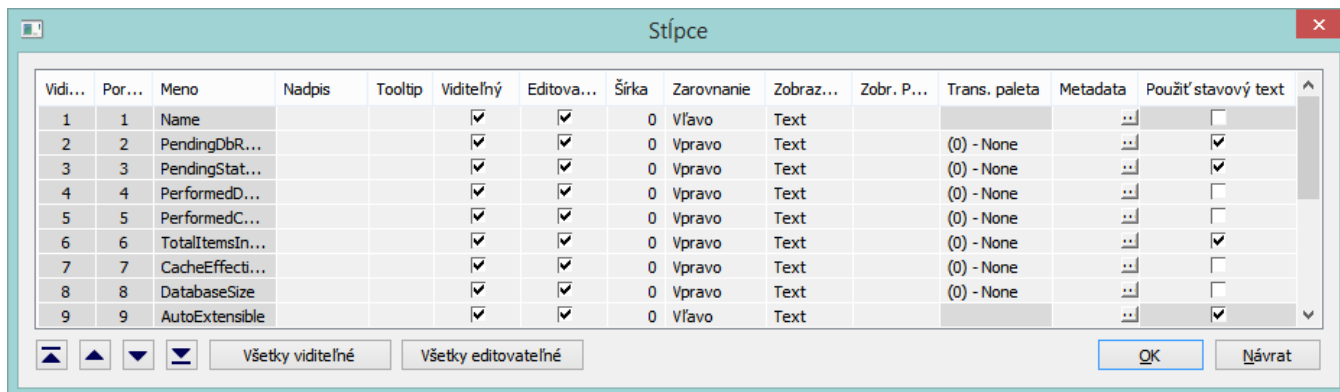 Stĺpce
Vidi... Por... Meno Nadpis Tooltip Viditeľný Editova... Šírka Zarovnanie Zobraz... Zobr. P... Trans. paleta Metadata Použiť stavový text
1 1 Name 0 Vľavo Text
2 2 PendingDbR... 0 Vpravo Text (0) - None
3 3 PendingStat... 0 Vpravo Text (0) - None
4 4 PerformedD... 0 Vpravo Text (0) - None
5 5 PerformedC... 0 Vpravo Text (0) - None
6 6 TotalItemsIn... 0 Vpravo Text (0) - None
7 7 CacheEffecti... 0 Vpravo Text (0) - None
8 8 DatabaseSize 0 Vpravo Text (0) - None
9 9 AutoExtensible 0 Vľavo Text
Všetky viditeľné Všetky editovateľné OK Návrat